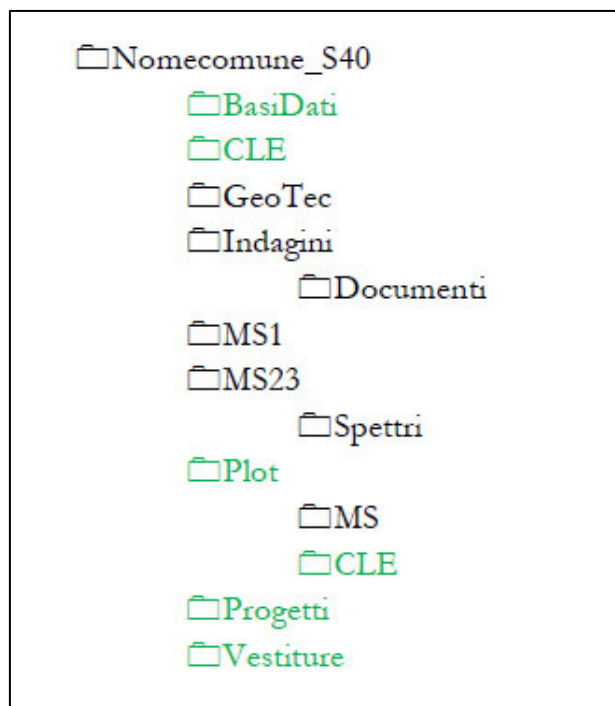 Nomecomune_S40
BasiDati
CLE
GeoTec
Indagini
Documenti
MS1
MS23
Spettri
Plot
MS
CLE
Progetti
Vestiture